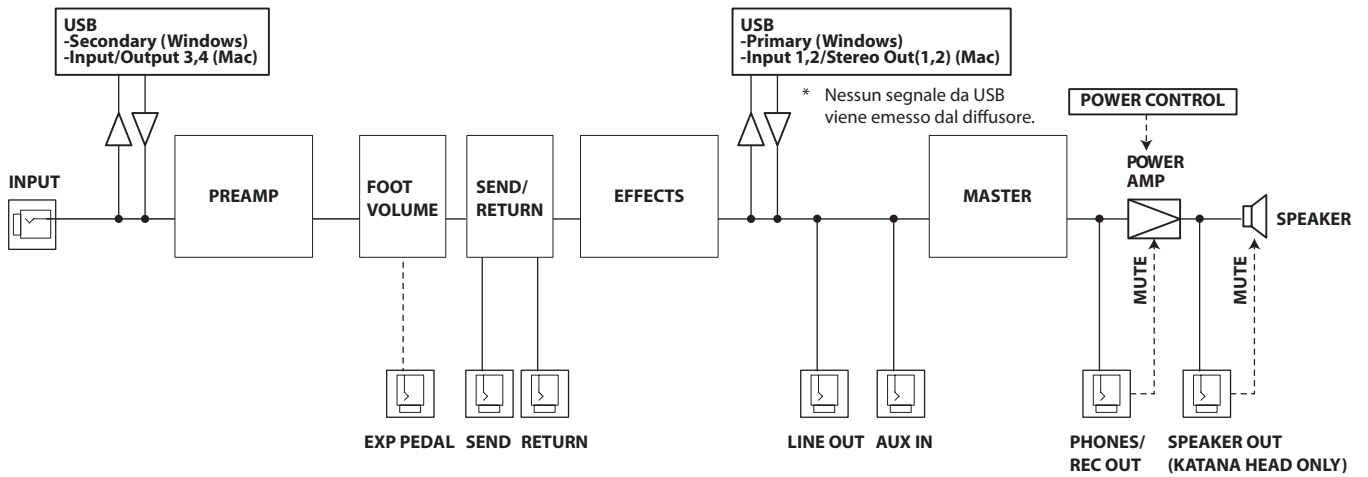 USB
-Secondary (Windows)
-Input/Output 3,4 (Mac)
USB
-Primary (Windows)
-Input 1,2/Stereo Out(1,2) (Mac)
* Nessun segnale da USB
viene emesso dal diffusore.
POWER CONTROL
INPUT
PREAMP
FOOT
VOLUME
SEND/
RETURN
EFFECTS
MASTER
POWER
AMP
SPEAKER
MUTE
MUTE
EXP PEDAL
SEND
RETURN
LINE OUT
AUX IN
PHONES/
REC OUT
SPEAKER OUT
(KATANA HEAD ONLY)